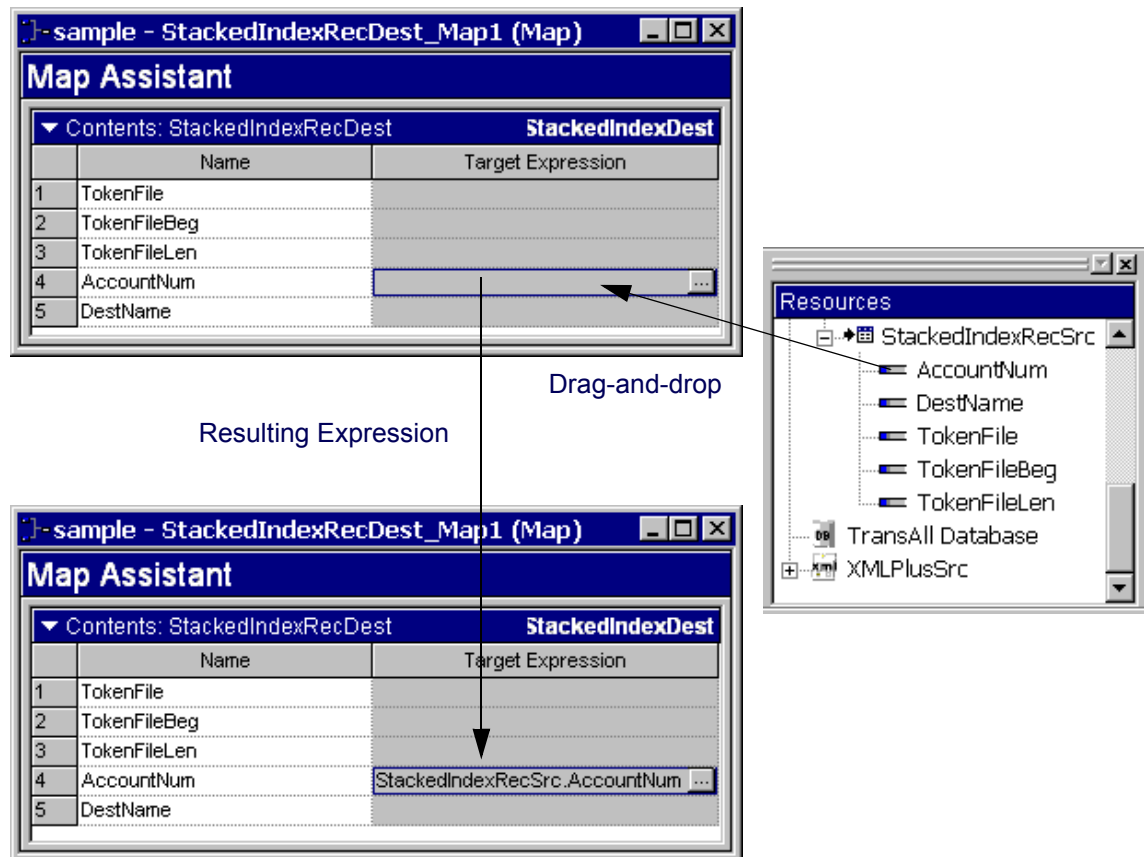 sample - StackedIndexRecDest_Map1 (Map)
Map Assistant
Contents: StackedIndexRecDest StackedIndexDest
Name Target Expression
1 TokenFile
2 TokenFileBeg
3 TokenFileLen
4 AccountNum ...
5 DestName
Resources
StackedIndexRecSrc
AccountNum
DestName
TokenFile
TokenFileBeg
TokenFileLen
DB TransAll Database
xml XMLPlusSrc
Drag-and-drop
Resulting Expression
sample - StackedIndexRecDest_Map1 (Map)
Map Assistant
Contents: StackedIndexRecDest StackedIndexDest
Name Target Expression
1 TokenFile
2 TokenFileBeg
3 TokenFileLen
4 AccountNum StackedIndexRecSrc.AccountNum ...
5 DestName